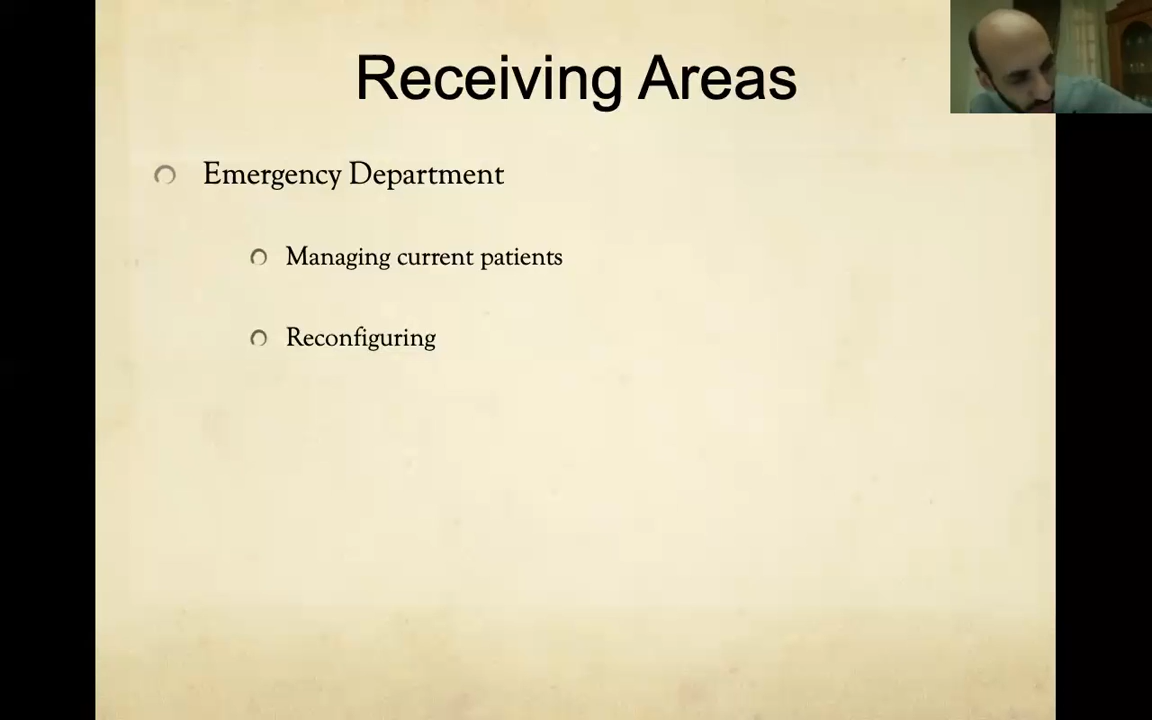 Receiving Areas
Emergency Department
Managing current patients
Reconfiguring